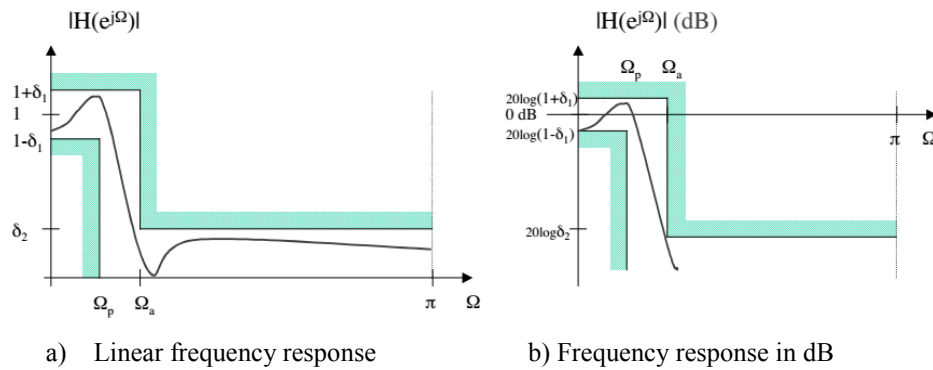 |H(e^jΩ)|
1+δ₁
1
1-δ₁
δ₂
Ωp Ωa π Ω
a) Linear frequency response
|H(e^jΩ)| (dB)
Ωp Ωa
20log(1+δ₁)
0 dB
20log(1-δ₁)
π Ω
20logδ₂
b) Frequency response in dB